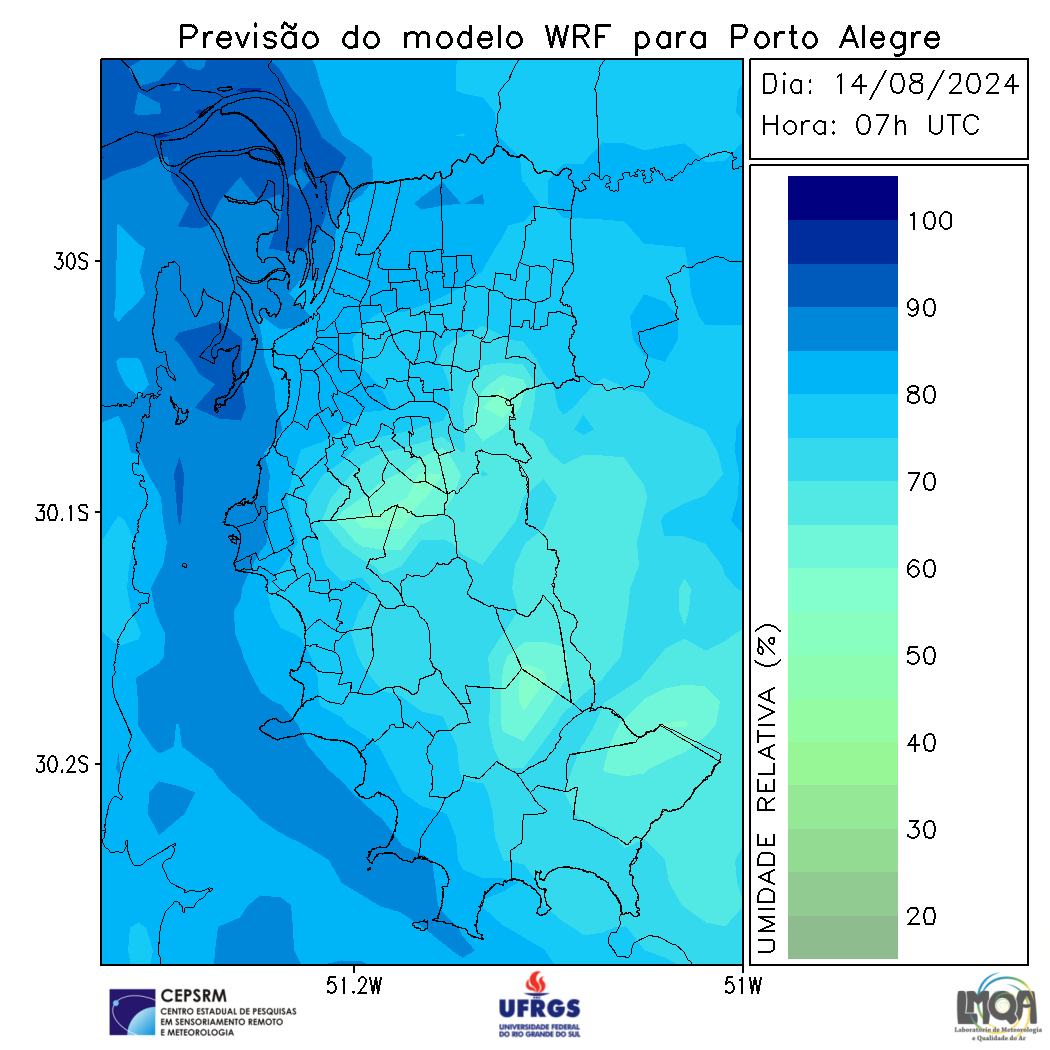 Previsão do modelo WRF para Porto Alegre
Dia: 14/08/2024
Hora: 07h UTC
30S
30.1S
30.2S
51.2W
51W
100
90
80
70
60
50
40
30
20
UMIDADE RELATIVA (%)
CEPSRM
CENTRO ESTADUAL DE PESQUISAS
EM SENSORIAMENTO REMOTO
E METEOROLOGIA
UFRGS
UNIVERSIDADE FEDERAL
DO RIO GRANDE DO SUL
LMQA
Laboratório de Meteorologia
e Qualidade do Ar